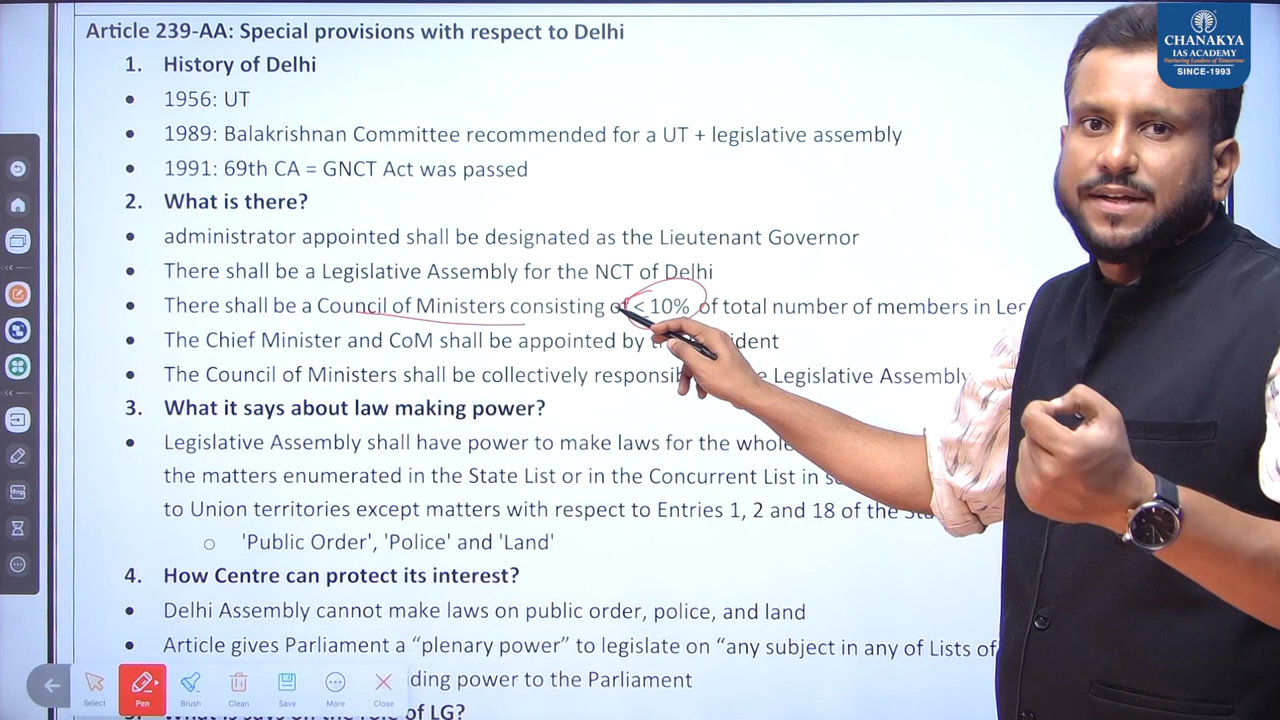 CHANAKYA
IAS ACADEMY
Nurturing Leaders of Tomorrow
SINCE-1993
Article 239-AA: Special provisions with respect to Delhi
1. History of Delhi
• 1956: UT
• 1989: Balakrishnan Committee recommended for a UT + legislative assembly
• 1991: 69th CA = GNCT Act was passed
2. What is there?
• administrator appointed shall be designated as the Lieutenant Governor
• There shall be a Legislative Assembly for the NCT of Delhi
• There shall be a Council of Ministers consisting of < 10% of total number of members in
• The Chief Minister and CoM shall be appointed by
• The Council of Ministers shall be collectively Legislative Assembly
3. What it says about law making power?
• Legislative Assembly shall have power to make laws for the
the matters enumerated in the State List or in the Concurrent List in
to Union territories except matters with respect to Entries 1, 2 and 18 of the
○ 'Public Order', 'Police' and 'Land'
4. How Centre can protect its interest?
• Delhi Assembly cannot make laws on public order, police, and land
• Article gives Parliament a “plenary power” to legislate on “any subject in any of Lists of
power to the Parliament
of LG?
Select
Pen
Brush
Clean
Save
More
Close